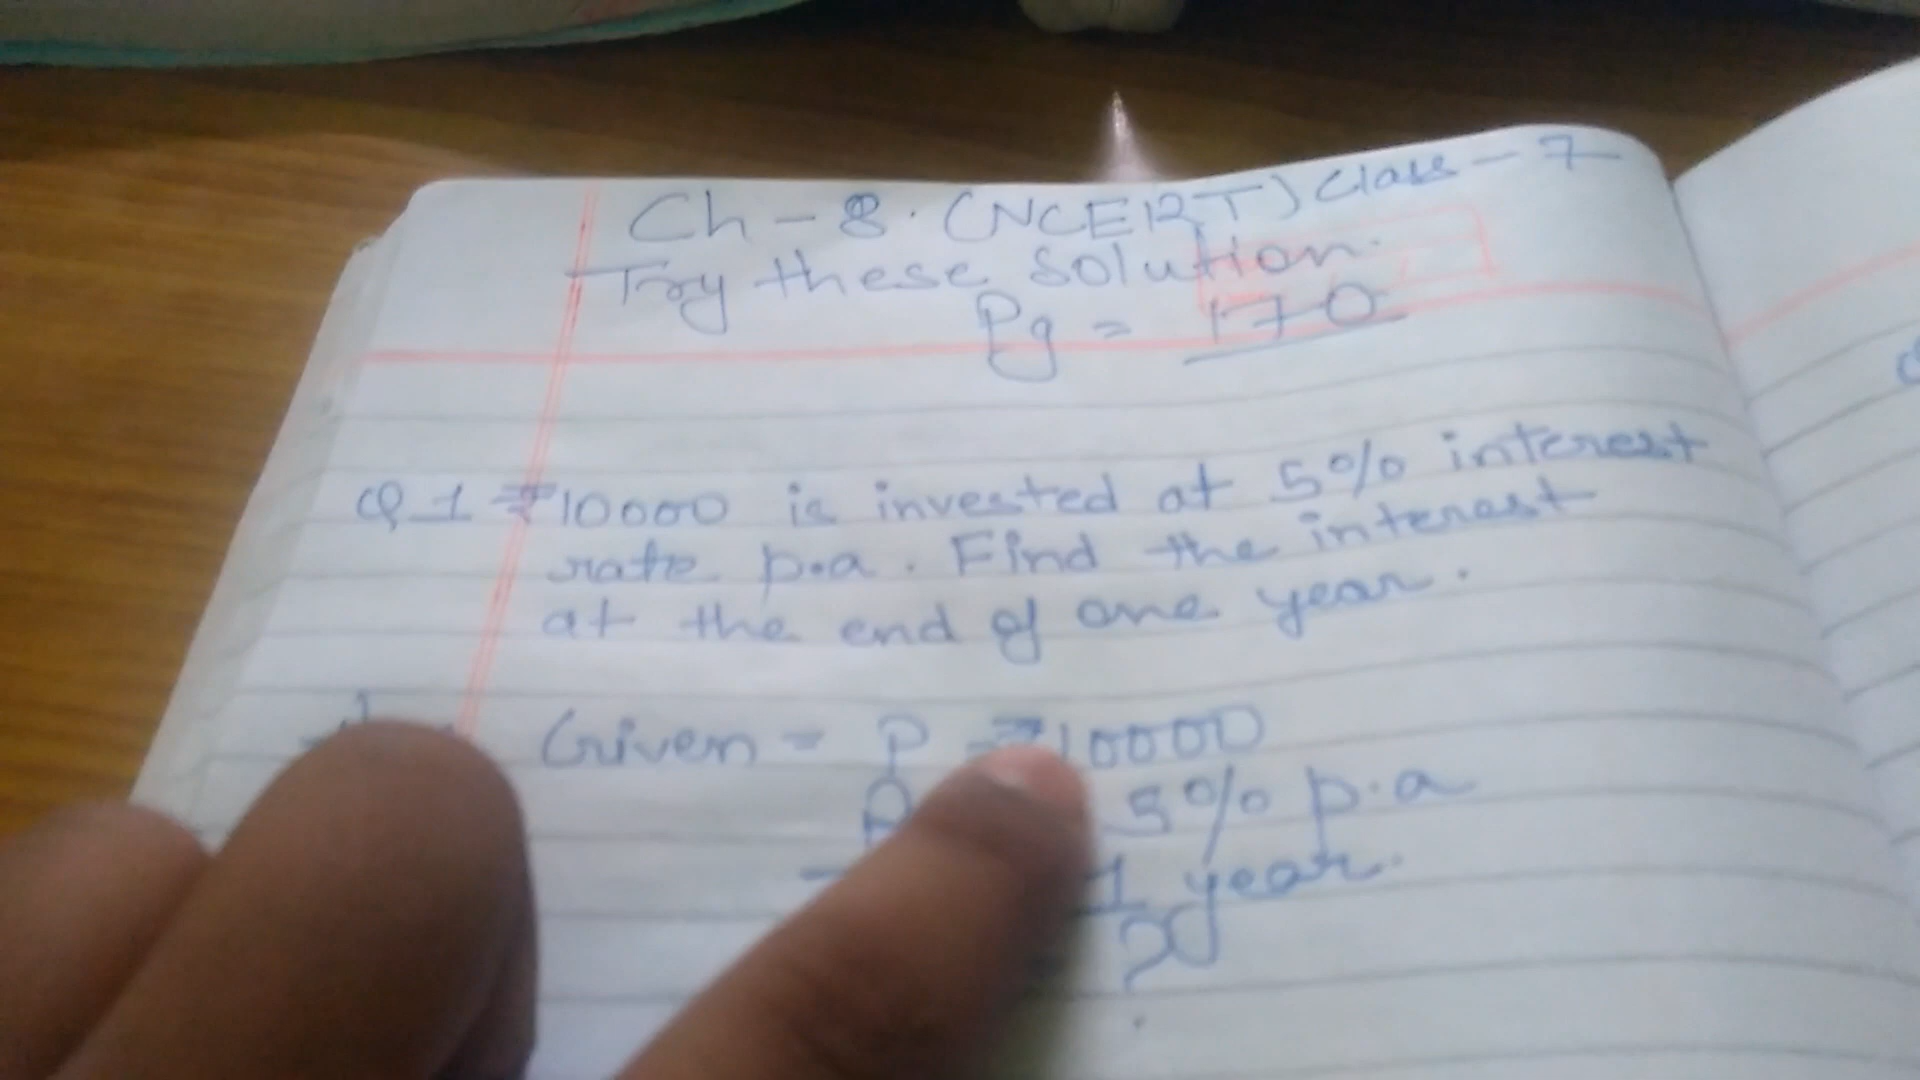 Ch - 8. (NCERT) Class - 7
Try these Solution.
Pg = 170
Q 1 ₹10000 is invested at 5% interest
rate p.a. Find the interest
at the end of one year.
Given = P = ₹10000
R 5% p.a
1 year.
?